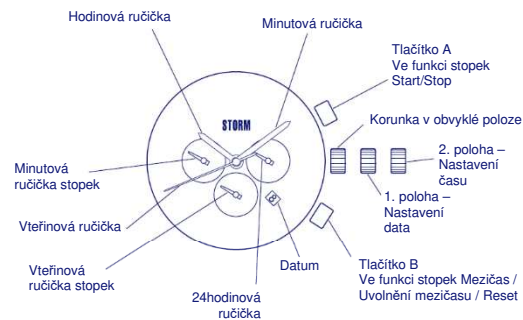 Hodinová ručička
Minutová ručička
Tlačítko A
Ve funkci stopek
Start/Stop
Korunka v obvyklé poloze
STORM
2. poloha –
Nastavení
času
1. poloha –
Nastavení
data
Minutová
ručička stopek
Vteřinová ručička
8
Vteřinová
ručička stopek
Datum
24hodinová
ručička
Tlačítko B
Ve funkci stopek Mezičas /
Uvolnění mezičasu / Reset